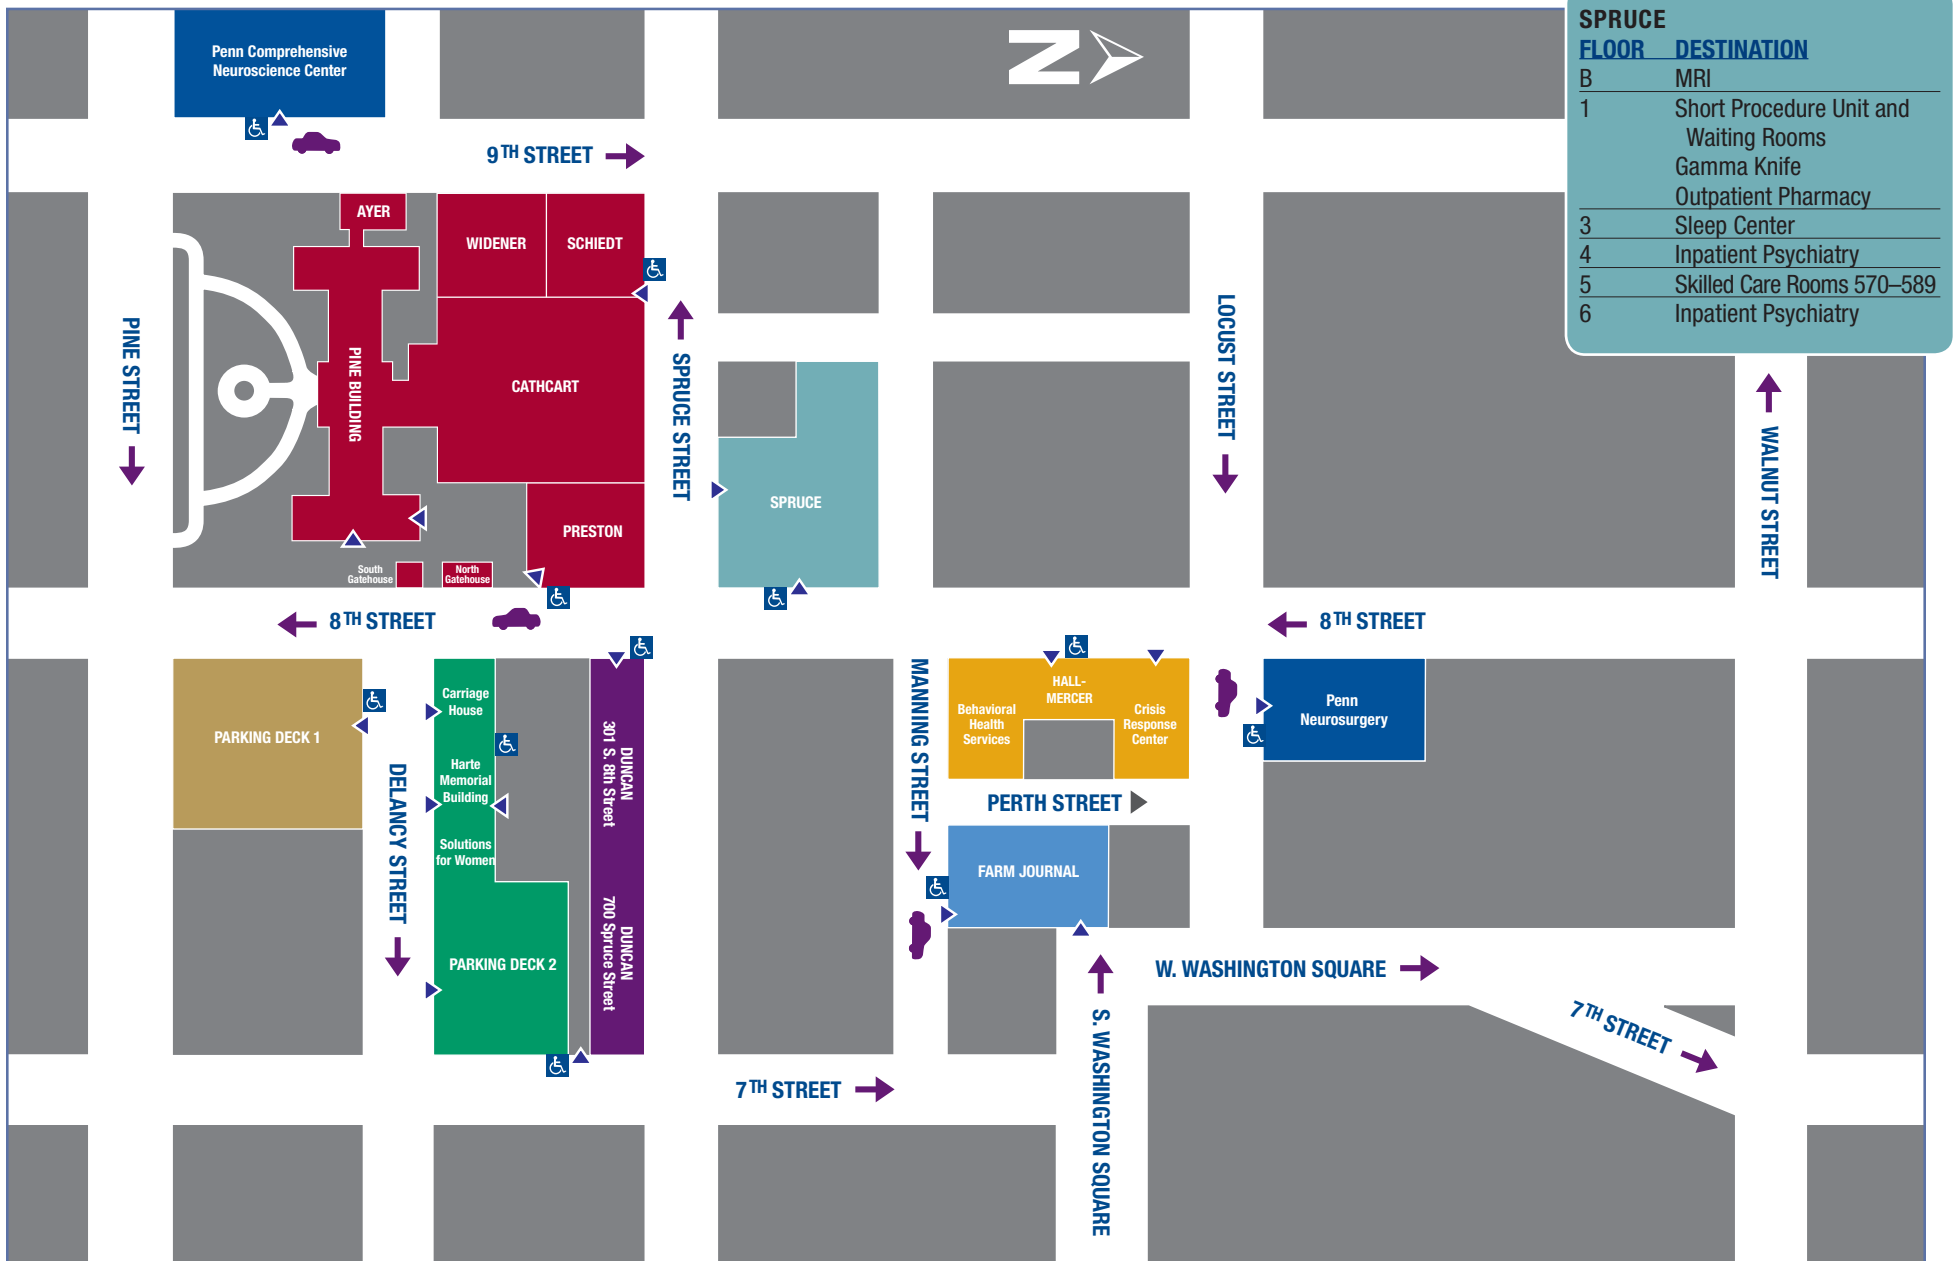 Penn Comprehensive
Neuroscience Center
N
SPRUCE
FLOOR DESTINATION
B MRI
1 Short Procedure Unit and
Waiting Rooms
Gamma Knife
Outpatient Pharmacy
3 Sleep Center
4 Inpatient Psychiatry
5 Skilled Care Rooms 570–589
6 Inpatient Psychiatry
9TH STREET
AYER
WIDENER
SCHIEDT
PINE STREET
PINE BUILDING
CATHCART
SPRUCE STREET
LOCUST STREET
WALNUT STREET
SPRUCE
PRESTON
South
Gatehouse
North
Gatehouse
8TH STREET
8TH STREET
PARKING DECK 1
DELANCY STREET
Carriage
House
Harte
Memorial
Building
Solutions
for Women
PARKING DECK 2
DUNCAN
301 S. 8th Street
DUNCAN
700 Spruce Street
MANNING STREET
HALL-
MERCER
Behavioral
Health
Services
Crisis
Response
Center
Penn
Neurosurgery
PERTH STREET
FARM JOURNAL
W. WASHINGTON SQUARE
S. WASHINGTON SQUARE
7TH STREET
7TH STREET